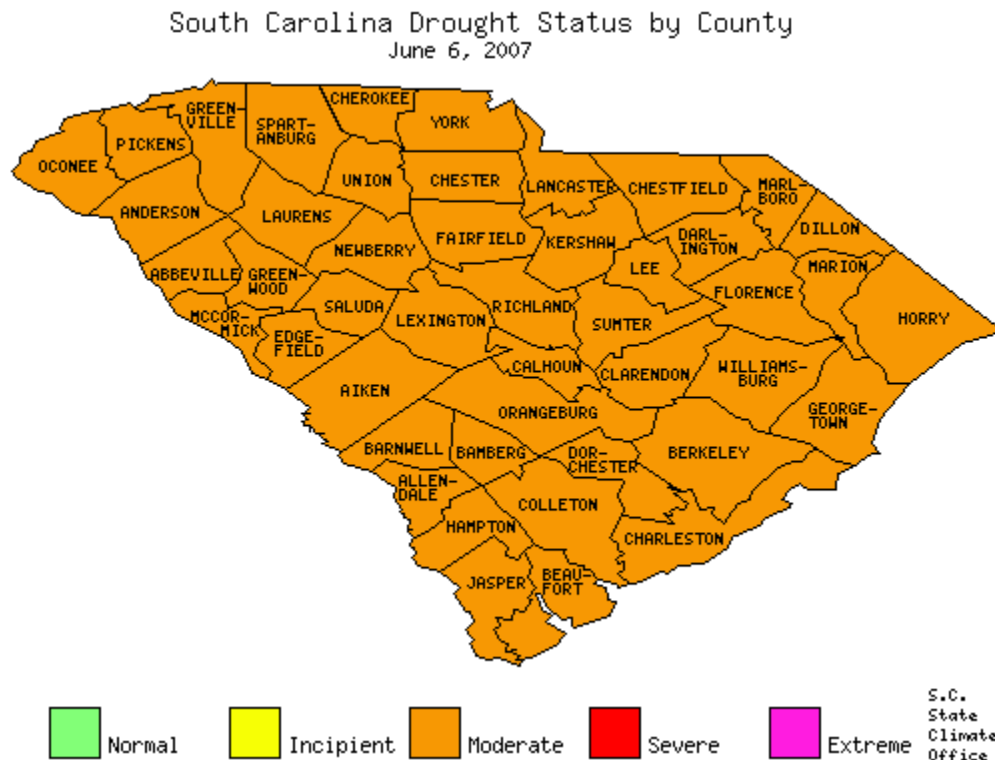 South Carolina Drought Status by County
June 6, 2007
CHEROKEE
GREEN-
VILLE
SPART-
ANBURG
YORK
PICKENS
OCONEE
UNION
CHESTER
LANCASTER
CHESTFIELD
MARL-
BORO
ANDERSON
LAURENS
NEWBERRY
FAIRFIELD
KERSHAW
DARL-
INGTON
DILLON
ABBEVILLE
GREEN-
WOOD
LEE
MARION
MCCOR-
MICK
SALUDA
LEXINGTON
RICHLAND
SUMTER
FLORENCE
HORRY
EDGE-
FIELD
AIKEN
CALHOUN
CLARENDON
WILLIAMS-
BURG
ORANGEBURG
GEORGE-
TOWN
BARNWELL
BAMBERG
DOR-
CHESTER
BERKELEY
ALLEN-
DALE
COLLETON
HAMPTON
CHARLESTON
JASPER
BEAU-
FORT
Normal
Incipient
Moderate
Severe
Extreme
S.C.
State
Climate
Office